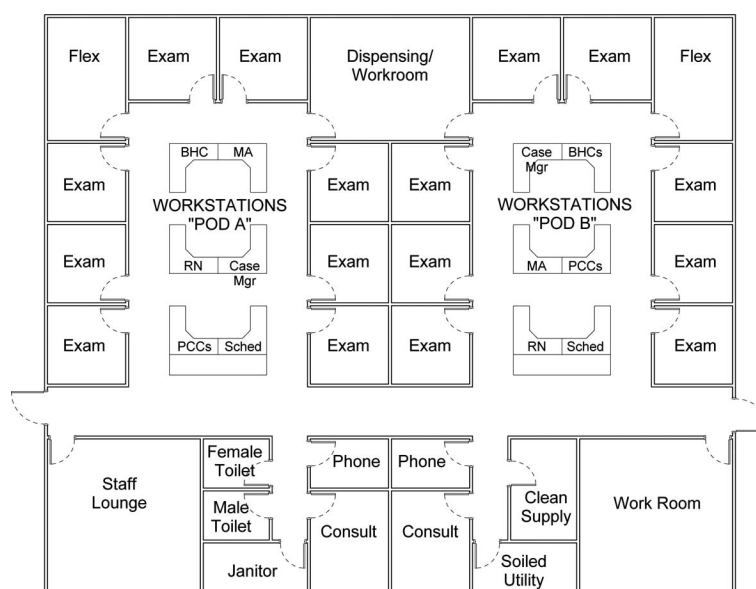 Flex
Exam
Exam
Dispensing/
Workroom
Exam
Exam
Flex
BHC
MA
Case
Mgr
BHCs
Exam
Exam
Exam
Exam
WORKSTATIONS
"POD A"
WORKSTATIONS
"POD B"
Exam
Exam
Exam
Exam
RN
Case
Mgr
MA
PCCs
Exam
Exam
Exam
Exam
PCCs
Sched
RN
Sched
Female
Toilet
Phone
Phone
Staff
Lounge
Male
Toilet
Clean
Supply
Work Room
Consult
Consult
Janitor
Soiled
Utility